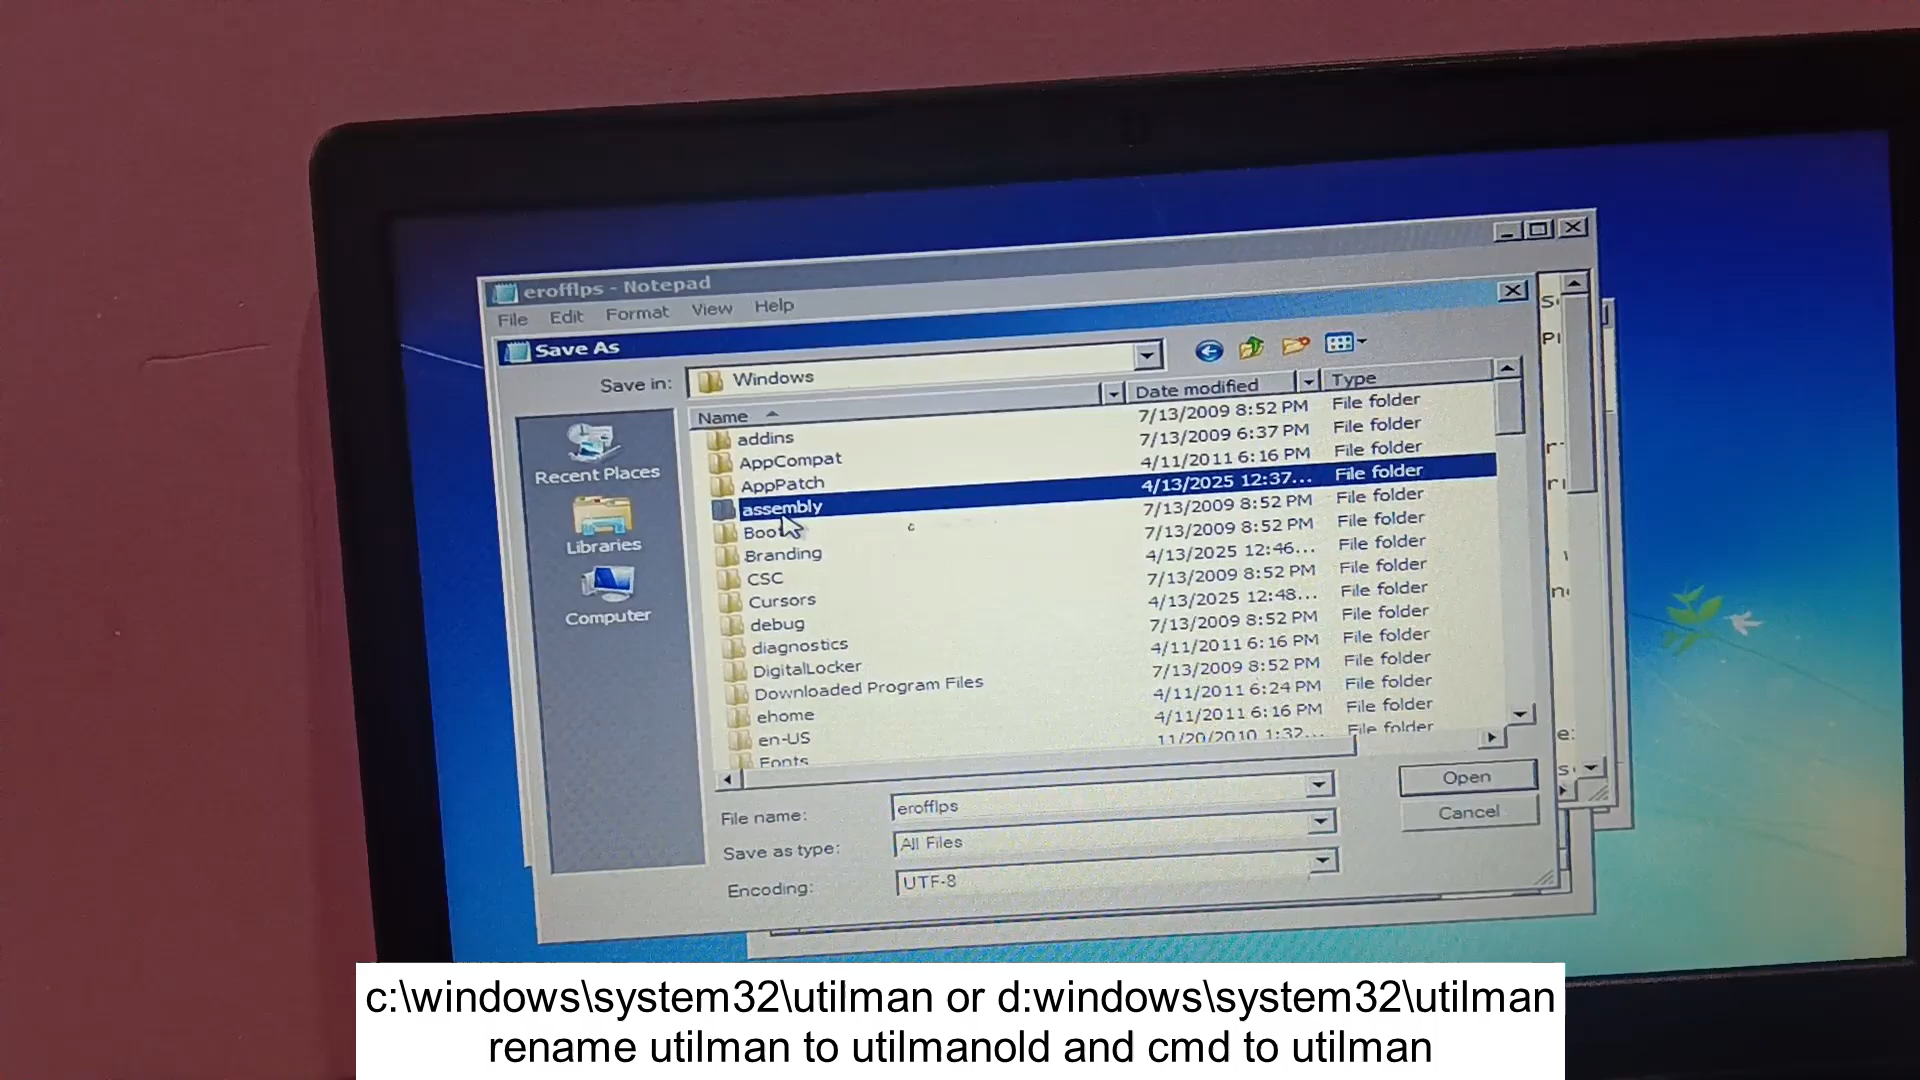 erofflps - Notepad
File Edit Format View Help
Save As
Save in: Windows
Name Date modified Type
addins 7/13/2009 8:52 PM File folder
AppCompat 7/13/2009 6:37 PM File folder
AppPatch 4/11/2011 6:16 PM File folder
assembly 4/13/2025 12:37... File folder
Boot 7/13/2009 8:52 PM File folder
Branding 7/13/2009 8:52 PM File folder
CSC 4/13/2025 12:46... File folder
Cursors 7/13/2009 8:52 PM File folder
debug 4/13/2025 12:48... File folder
diagnostics 7/13/2009 8:52 PM File folder
DigitalLocker 4/11/2011 6:16 PM File folder
Downloaded Program Files 7/13/2009 8:52 PM File folder
ehome 4/11/2011 6:24 PM File folder
en-US 4/11/2011 6:16 PM File folder
Fonts 11/20/2010 1:32... File folder
Recent Places
Libraries
Computer
File name: erofflps
Open
Save as type: All Files
Cancel
Encoding: UTF-8
c:\windows\system32\utilman or d:windows\system32\utilman
rename utilman to utilmanold and cmd to utilman